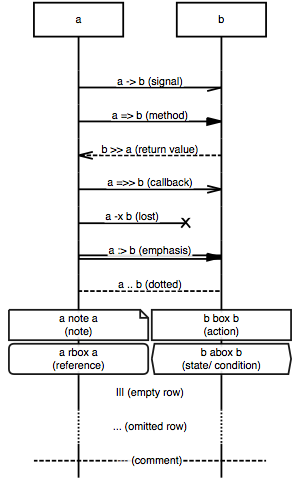 a b
a -> b (signal)
a => b (method)
b >> a (return value)
a =>> b (callback)
a -x b (lost)
a :> b (emphasis)
a .. b (dotted)
a note a b box b
(note) (action)
a rbox a b abox b
(reference) (state/ condition)
III (empty row)
... (omitted row)
(comment)